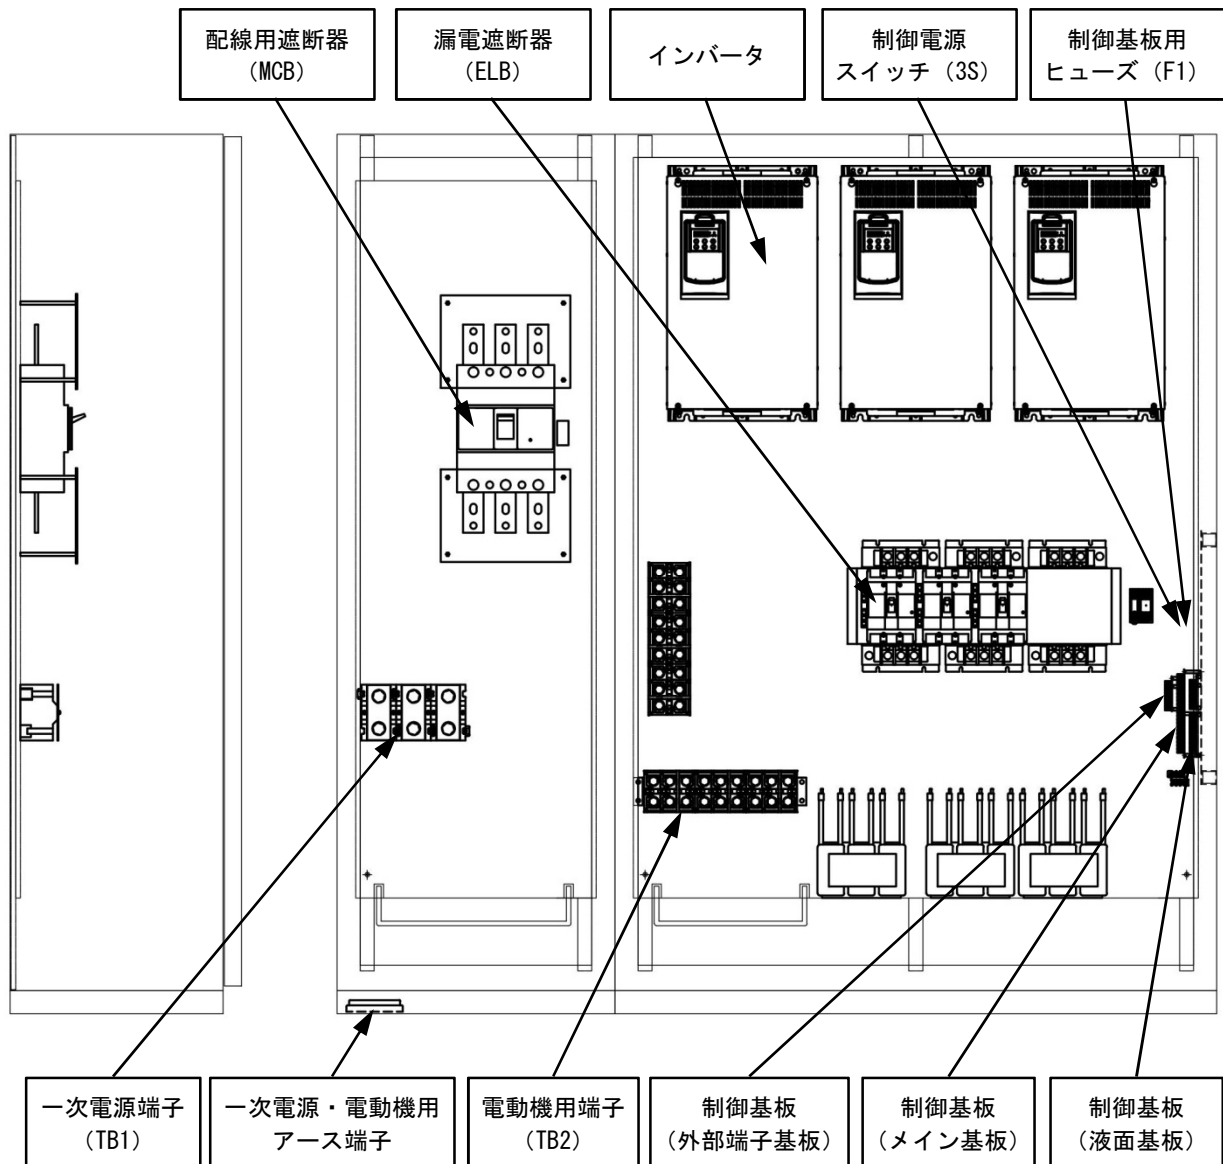 配線用遮断器
（MCB）
漏電遮断器
（ELB）
インバータ
制御電源
スイッチ（3S）
制御基板用
ヒューズ（F1）
一次電源端子
（TB1）
一次電源・電動機用
アース端子
電動機用端子
（TB2）
制御基板
（外部端子基板）
制御基板
（メイン基板）
制御基板
（液面基板）